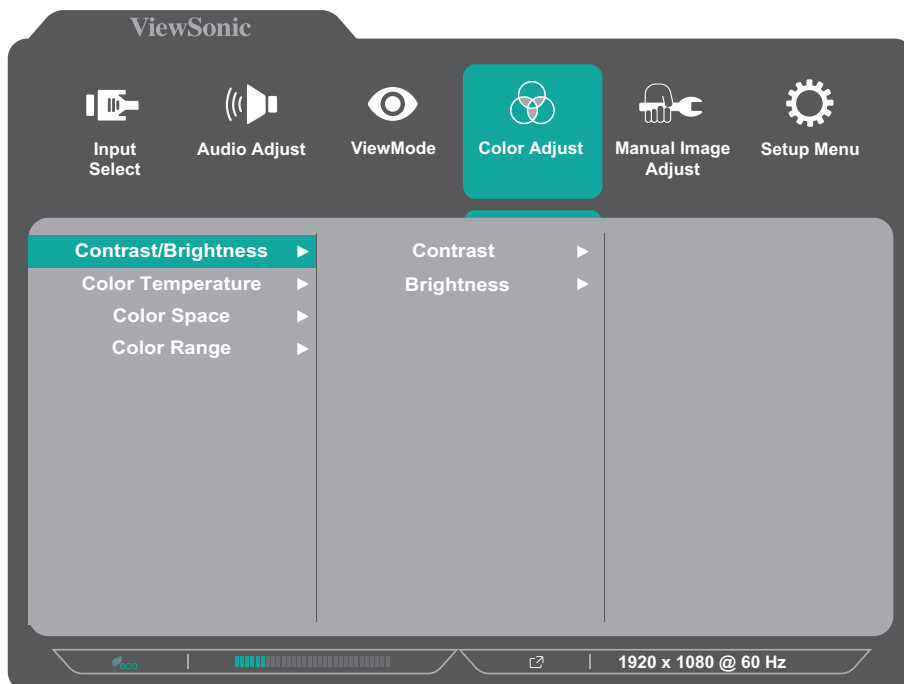 ViewSonic
Input
Select
Audio Adjust
ViewMode
Color Adjust
Manual Image
Adjust
Setup Menu
Contrast/Brightness
Color Temperature
Color Space
Color Range
Contrast
Brightness
eco
1920 x 1080 @ 60 Hz